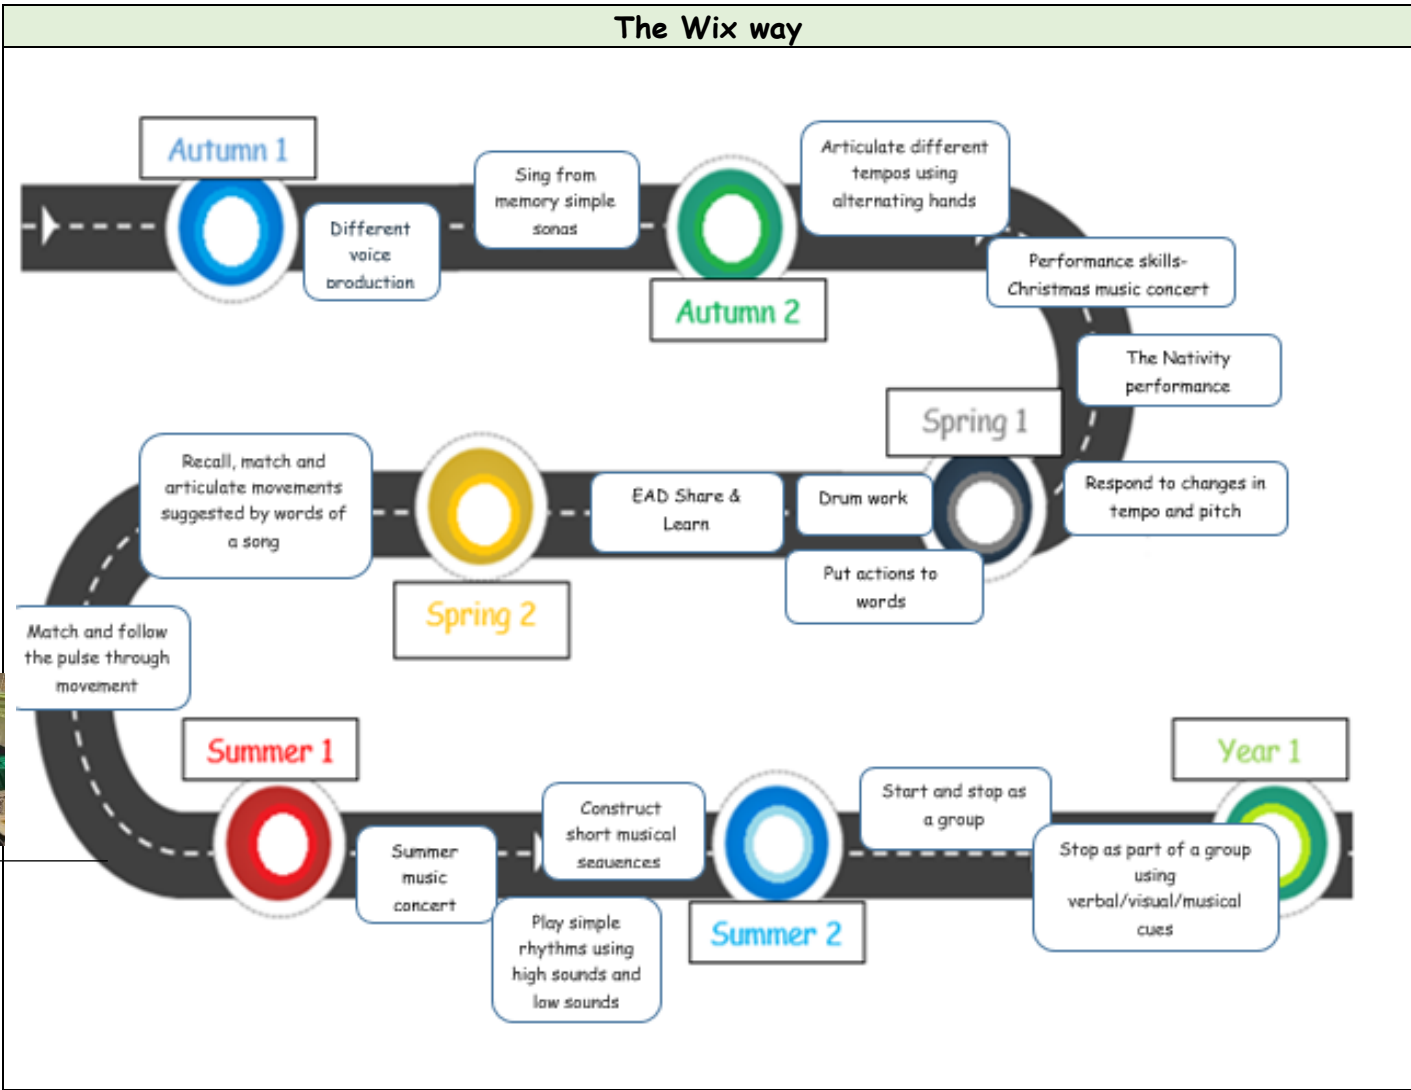 The Wix way
Autumn 1
Different
voice
production
Sing from
memory simple
songs
Autumn 2
Articulate different
tempos using
alternating hands
Performance skills-
Christmas music concert
The Nativity
performance
Respond to changes in
tempo and pitch
Spring 1
Drum work
Put actions to
words
EAD Share &
Learn
Spring 2
Recall, match and
articulate movements
suggested by words of
a song
Match and follow
the pulse through
movement
Summer 1
Summer
music
concert
Construct
short musical
sequences
Play simple
rhythms using
high sounds and
low sounds
Summer 2
Start and stop as
a group
Stop as part of a group
using
verbal/visual/musical
cues
Year 1